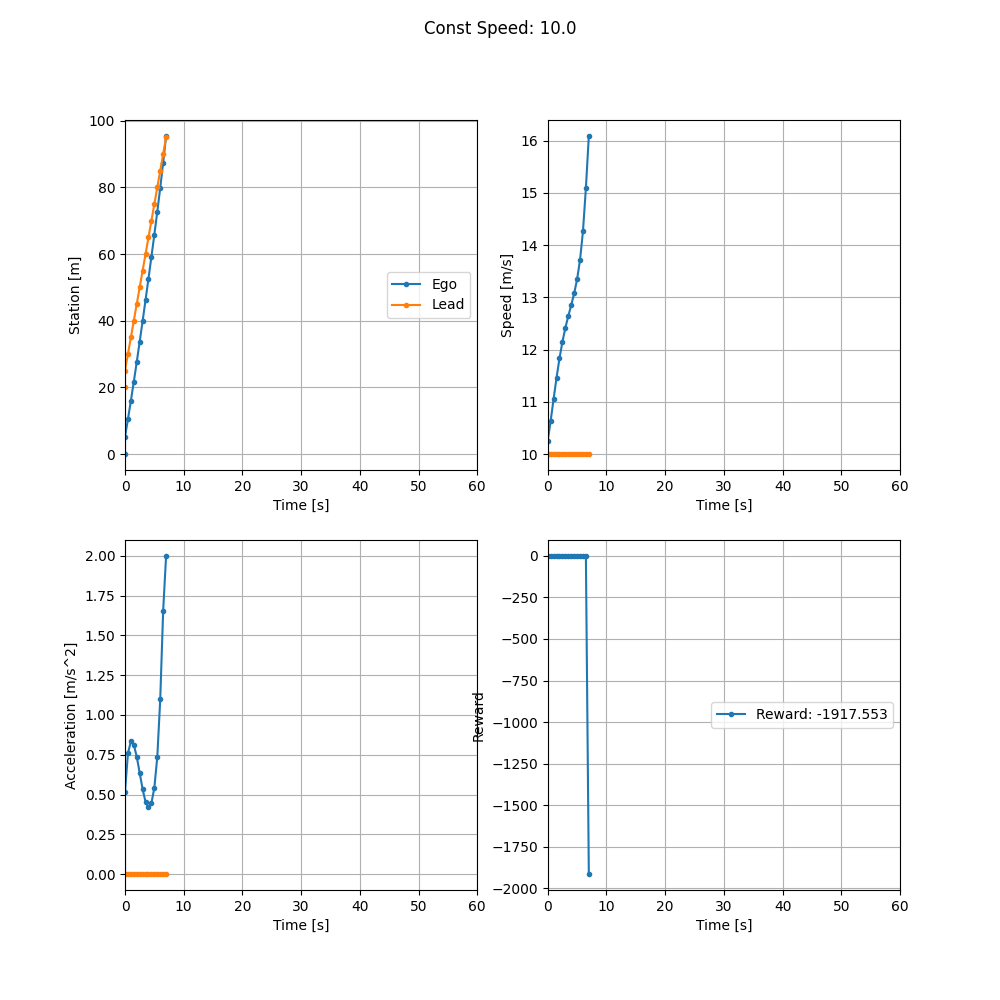 Const Speed: 10.0
Station [m]
100
80
60
40
20
0
Ego
Lead
0 10 20 30 40 50 60
Time [s]
Speed [m/s]
16
15
14
13
12
11
10
0 10 20 30 40 50 60
Time [s]
Acceleration [m/s^2]
2.00
1.75
1.50
1.25
1.00
0.75
0.50
0.25
0.00
0 10 20 30 40 50 60
Time [s]
Reward
0
−250
−500
−750
−1000
−1250
−1500
−1750
−2000
Reward: -1917.553
0 10 20 30 40 50 60
Time [s]